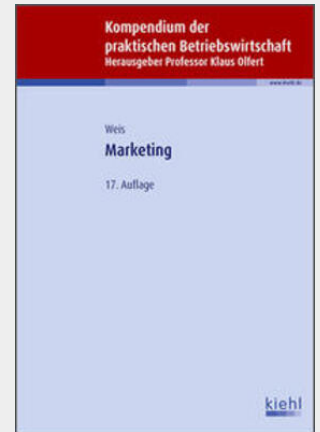 Kompendium der
praktischen Betriebswirtschaft
Herausgeber Professor Klaus Olfert
www.kiehl.de
Weis
Marketing
17. Auflage
kiehl